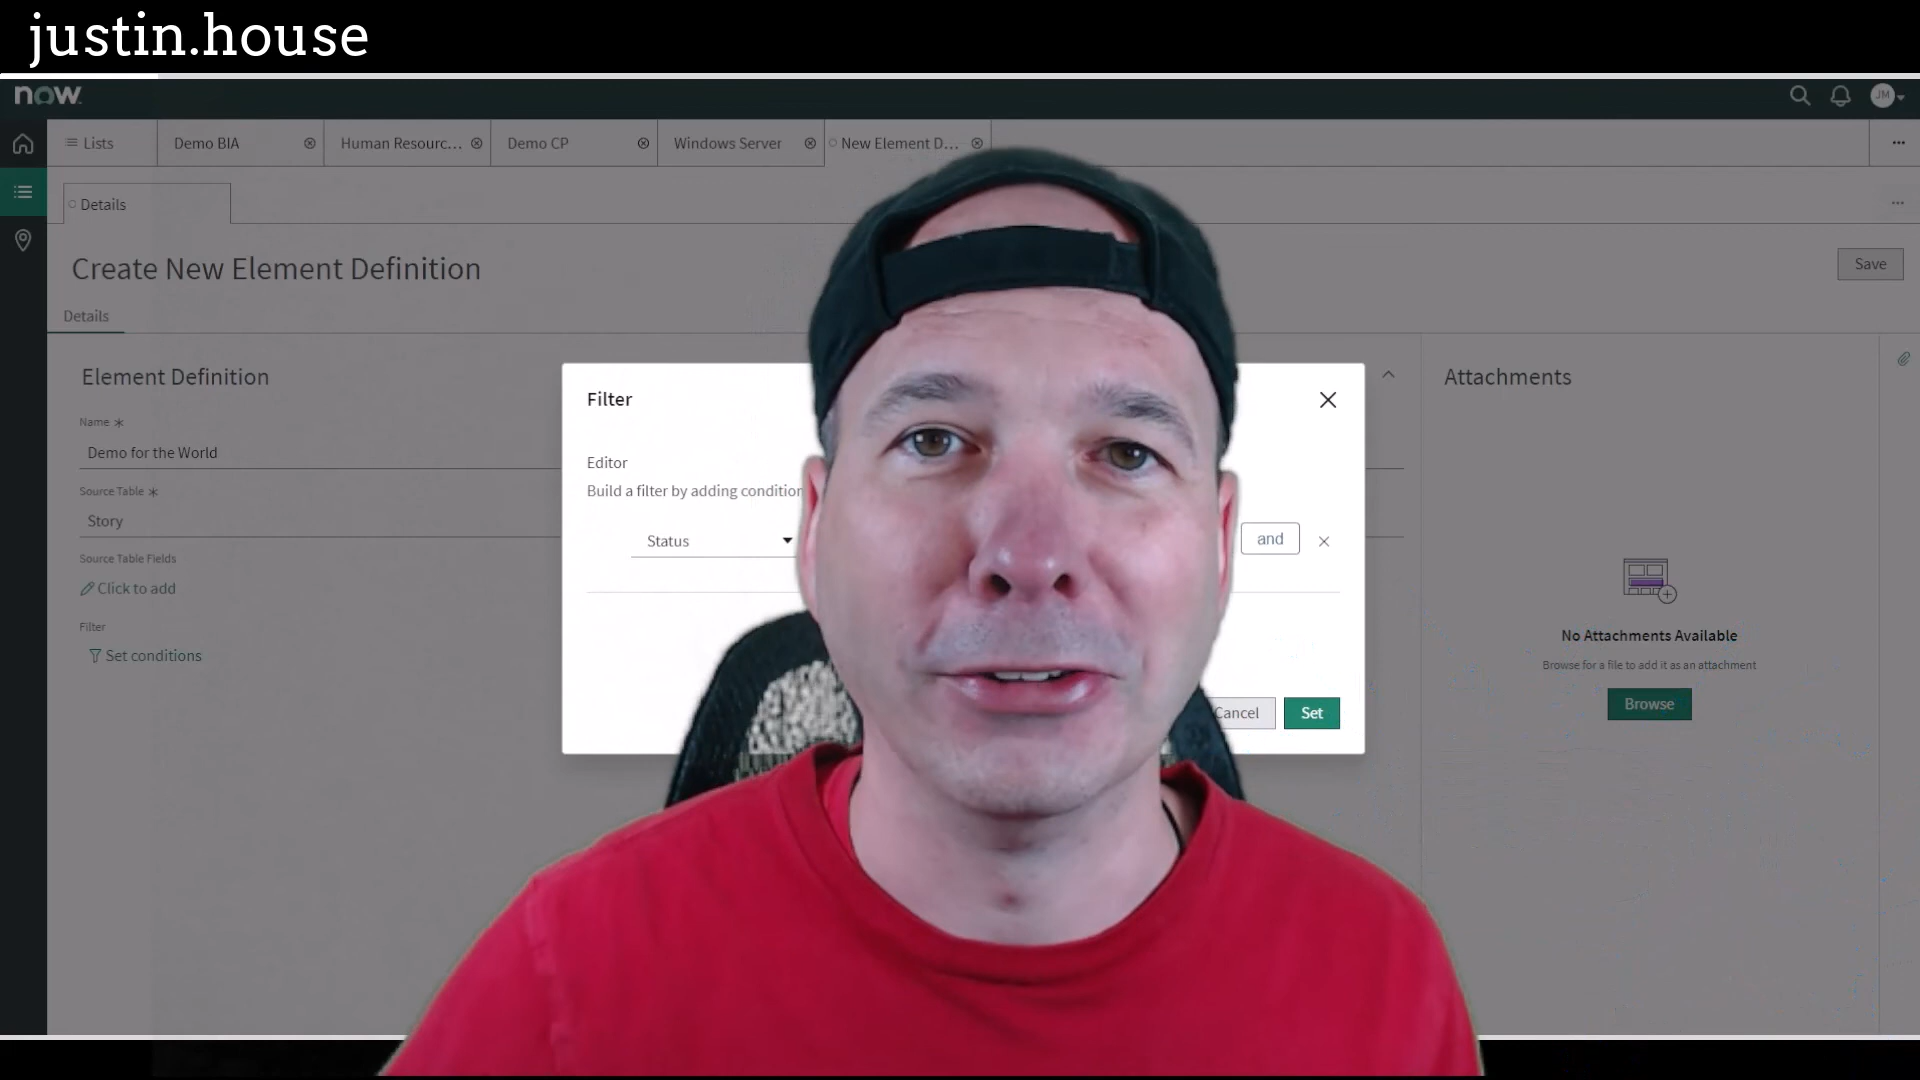 justin.house
now
JM
Lists
Demo BIA
Human Resourc...
Demo CP
Windows Server
New Element D...
Details
Create New Element Definition
Save
Details
Element Definition
Name *
Demo for the World
Source Table *
Story
Source Table Fields
Click to add
Filter
Set conditions
Filter
Editor
Build a filter by adding condition
Status
and
Cancel
Set
Attachments
No Attachments Available
Browse for a file to add it as an attachment
Browse